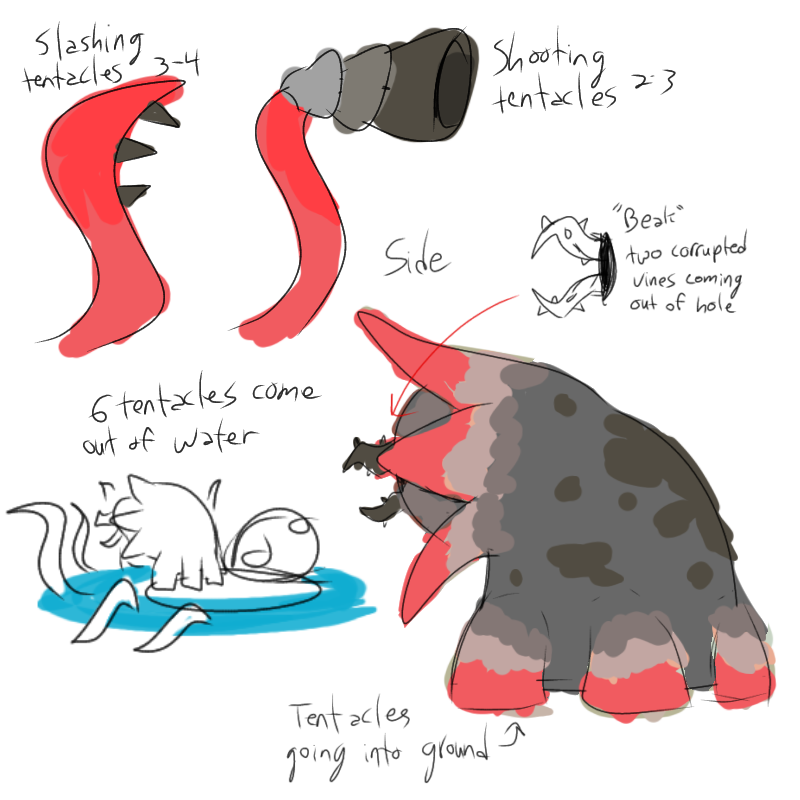 Slashing
tentacles 3-4
Shooting
tentacles 2-3
"Beak"
two corrupted
vines coming
out of hole
Side
6 tentacles come
out of water
Tentacles
going into ground